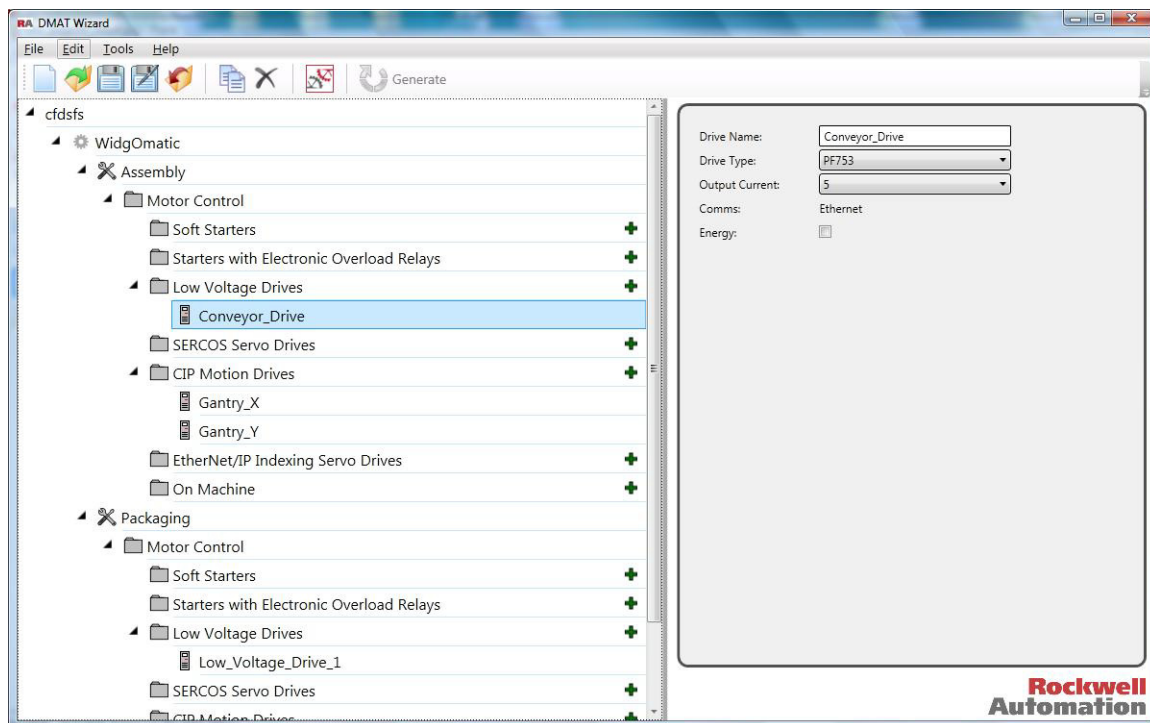 RA DMAT Wizard
File Edit Tools Help
Generate
cfdsfs
WidgOmatic
Assembly
Motor Control
Soft Starters
Starters with Electronic Overload Relays
Low Voltage Drives
Conveyor_Drive
SERCOS Servo Drives
CIP Motion Drives
Gantry_X
Gantry_Y
EtherNet/IP Indexing Servo Drives
On Machine
Packaging
Motor Control
Soft Starters
Starters with Electronic Overload Relays
Low Voltage Drives
Low_Voltage_Drive_1
SERCOS Servo Drives
CIP Motion Drives
Drive Name: Conveyor_Drive
Drive Type: PF753
Output Current: 5
Comms: Ethernet
Energy:
Rockwell
Automation